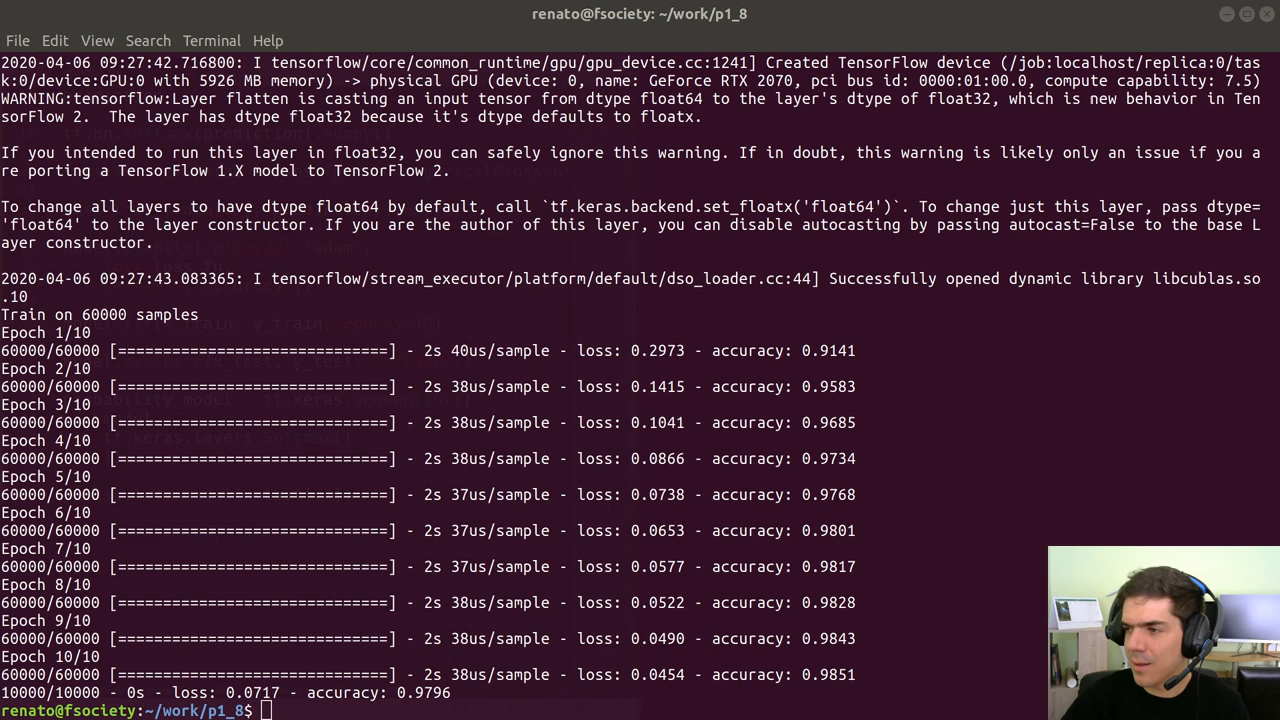 renato@fsociety: ~/work/p1_8
File Edit View Search Terminal Help
2020-04-06 09:27:42.716800: I tensorflow/core/common_runtime/gpu/gpu_device.cc:1241] Created TensorFlow device (/job:localhost/replica:0/tas
k:0/device:GPU:0 with 5926 MB memory) -> physical GPU (device: 0, name: GeForce RTX 2070, pci bus id: 0000:01:00.0, compute capability: 7.5)
WARNING:tensorflow:Layer flatten is casting an input tensor from dtype float64 to the layer's dtype of float32, which is new behavior in Ten
sorFlow 2.  The layer has dtype float32 because it's dtype defaults to floatx.
If you intended to run this layer in float32, you can safely ignore this warning. If in doubt, this warning is likely only an issue if you a
re porting a TensorFlow 1.X model to TensorFlow 2.
To change all layers to have dtype float64 by default, call `tf.keras.backend.set_floatx('float64')`. To change just this layer, pass dtype=
'float64' to the layer constructor. If you are the author of this layer, you can disable autocasting by passing autocast=False to the base L
ayer constructor.
2020-04-06 09:27:43.083365: I tensorflow/stream_executor/platform/default/dso_loader.cc:44] Successfully opened dynamic library libcublas.so
.10
Train on 60000 samples
Epoch 1/10
60000/60000 [==============================] - 2s 40us/sample - loss: 0.2973 - accuracy: 0.9141
Epoch 2/10
60000/60000 [==============================] - 2s 38us/sample - loss: 0.1415 - accuracy: 0.9583
Epoch 3/10
60000/60000 [==============================] - 2s 38us/sample - loss: 0.1041 - accuracy: 0.9685
Epoch 4/10
60000/60000 [==============================] - 2s 38us/sample - loss: 0.0866 - accuracy: 0.9734
Epoch 5/10
60000/60000 [==============================] - 2s 37us/sample - loss: 0.0738 - accuracy: 0.9768
Epoch 6/10
60000/60000 [==============================] - 2s 37us/sample - loss: 0.0653 - accuracy: 0.9801
Epoch 7/10
60000/60000 [==============================] - 2s 37us/sample - loss: 0.0577 - accuracy: 0.9817
Epoch 8/10
60000/60000 [==============================] - 2s 38us/sample - loss: 0.0522 - accuracy: 0.9828
Epoch 9/10
60000/60000 [==============================] - 2s 38us/sample - loss: 0.0490 - accuracy: 0.9843
Epoch 10/10
60000/60000 [==============================] - 2s 38us/sample - loss: 0.0454 - accuracy: 0.9851
10000/10000 - 0s - loss: 0.0717 - accuracy: 0.9796
renato@fsociety:~/work/p1_8$